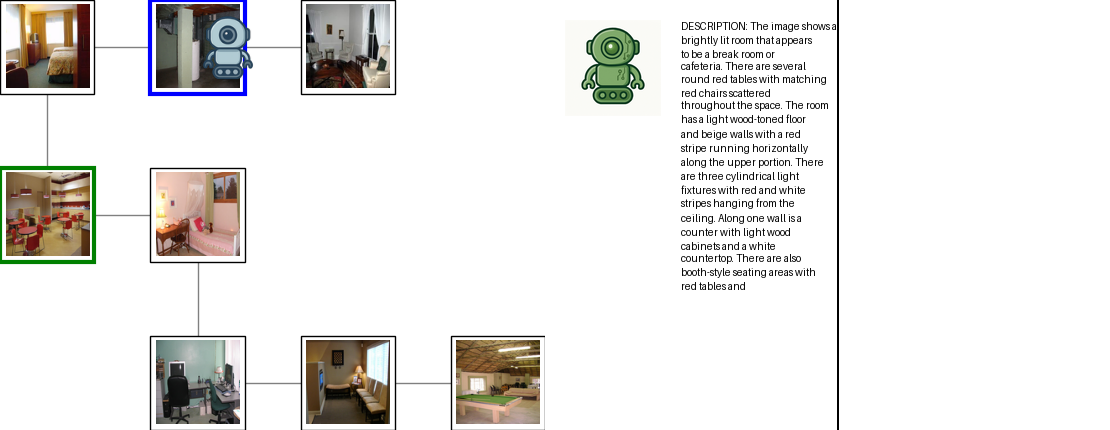 DESCRIPTION: The image shows a
brightly lit room that appears
to be a break room or
cafeteria. There are several
round red tables with matching
red chairs scattered
throughout the space. The room
has a light wood-toned floor
and beige walls with a red
stripe running horizontally
along the upper portion. There
are three cylindrical light
fixtures with red and white
stripes hanging from the
ceiling. Along one wall is a
counter with light wood
cabinets and a white
countertop. There are also
booth-style seating areas with
red tables and